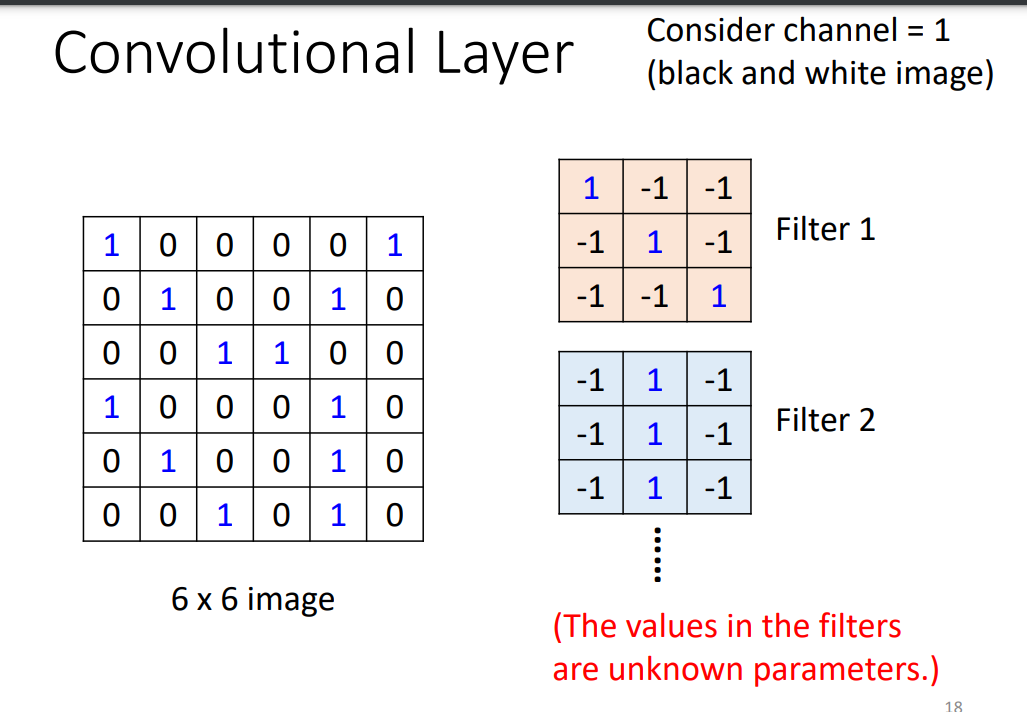 Convolutional Layer
Consider channel = 1
(black and white image)
1 0 0 0 0 1
0 1 0 0 1 0
0 0 1 1 0 0
1 0 0 0 1 0
0 1 0 0 1 0
0 0 1 0 1 0
6 x 6 image
1 -1 -1
-1 1 -1
-1 -1 1
Filter 1
-1 1 -1
-1 1 -1
-1 1 -1
Filter 2
(The values in the filters
are unknown parameters.)
18